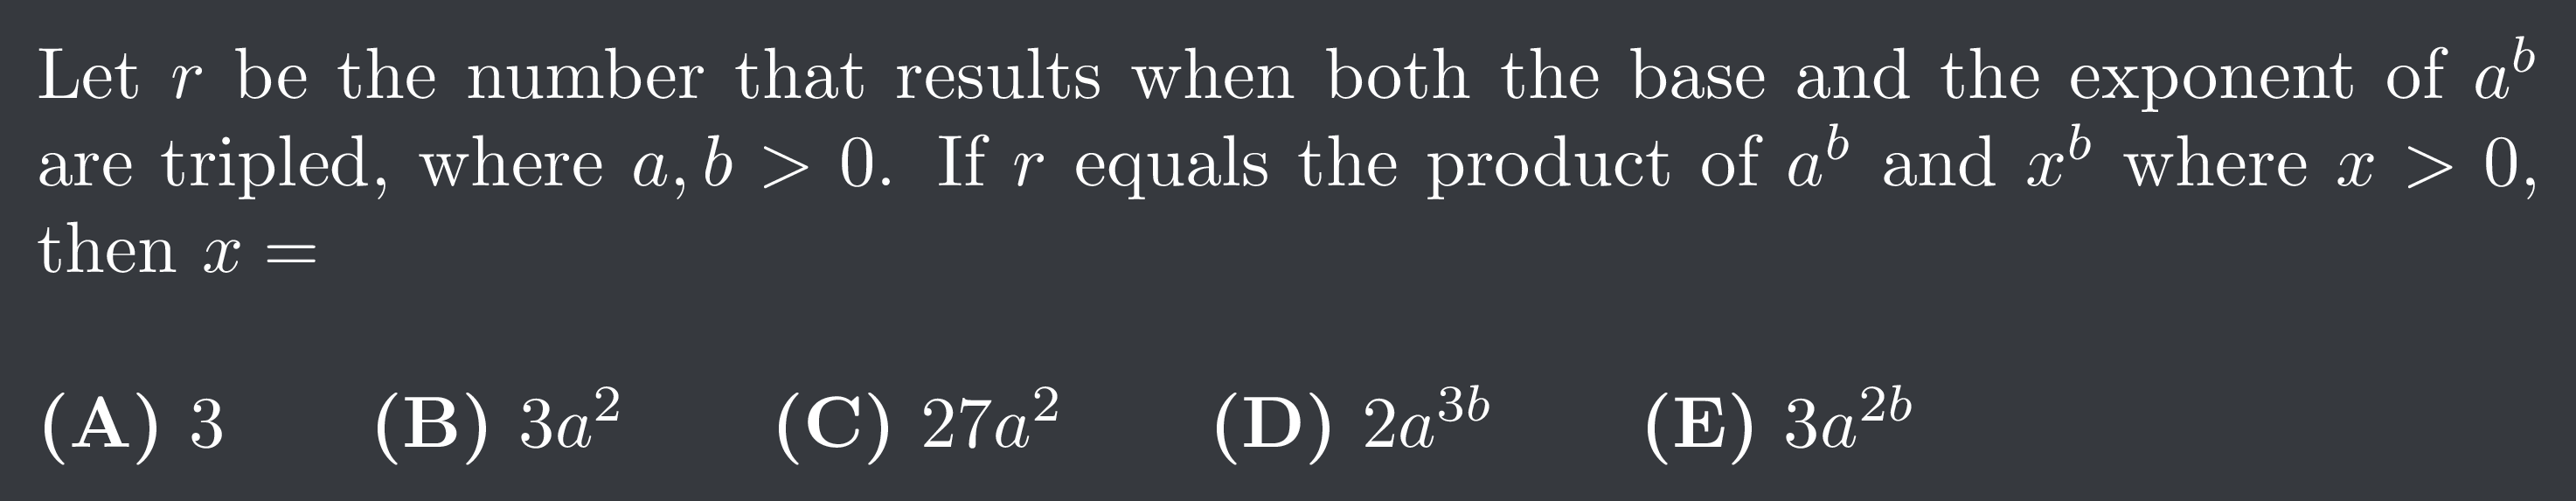 Let $r$ be the number that results when both the base and the exponent of $a^b$
are tripled, where $a, b > 0$. If $r$ equals the product of $a^b$ and $x^b$ where $x > 0$,
then $x =$
(A) 3 (B) $3a^2$ (C) $27a^2$ (D) $2a^{3b}$ (E) $3a^{2b}$